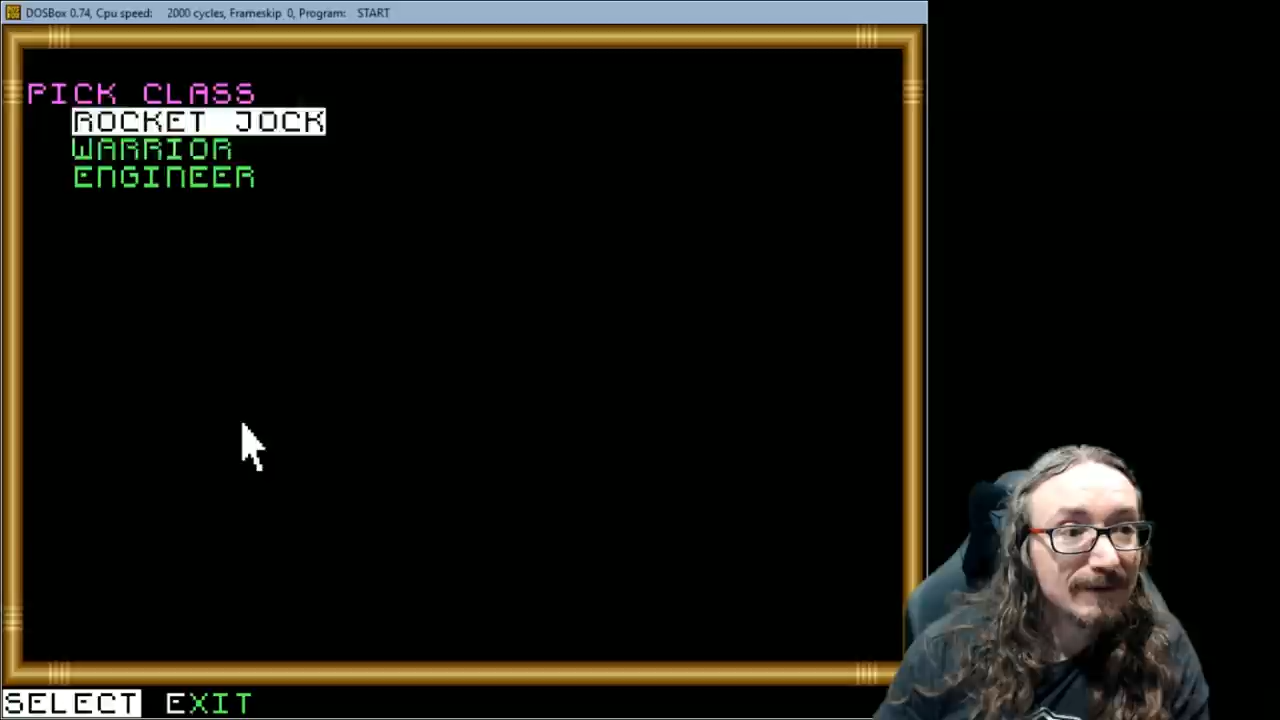 DOSBox 0.74, Cpu speed: 2000 cycles, Frameskip 0, Program: START
PICK CLASS
ROCKET JOCK
WARRIOR
ENGINEER
SELECT EXIT